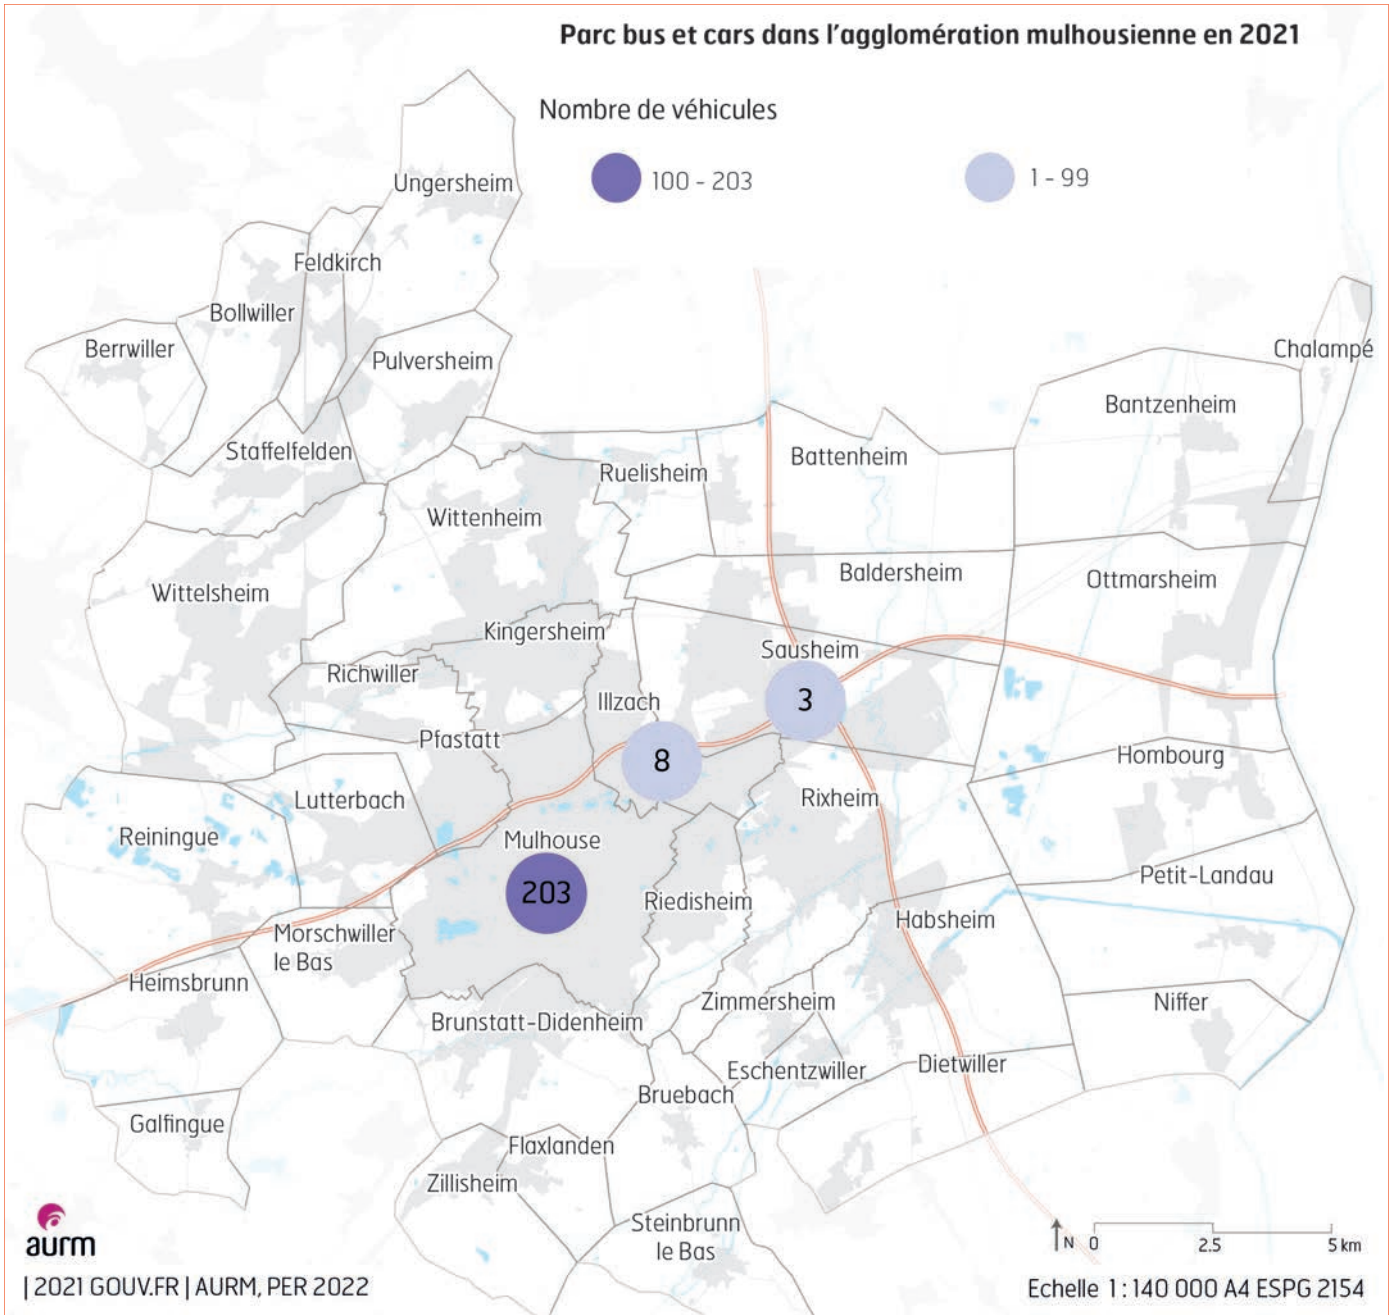 Parc bus et cars dans l'agglomération mulhousienne en 2021
Nombre de véhicules
100 - 203
1 - 99
Ungersheim
Feldkirch
Bollwiller
Berrwiller
Pulversheim
Chalampé
Bantzenheim
Staffelfelden
Battenheim
Ruelisheim
Wittenheim
Baldersheim
Ottmarsheim
Wittelsheim
Kingersheim
Sausheim
Richwiller
Illzach
3
Pfastatt
8
Hombourg
Lutterbach
Rixheim
Reiningue
Mulhouse
Petit-Landau
203
Riedisheim
Habsheim
Morschwiller
le Bas
Heimsbrunn
Zimmersheim
Niffer
Brunstatt-Didenheim
Eschentzwiller
Dietwiller
Bruebach
Galfingue
Flaxlanden
Zillisheim
Steinbrunn
le Bas
aurm
N 0 2.5 5 km
| 2021 GOUV.FR | AURM, PER 2022
Echelle 1 : 140 000 A4 ESPG 2154